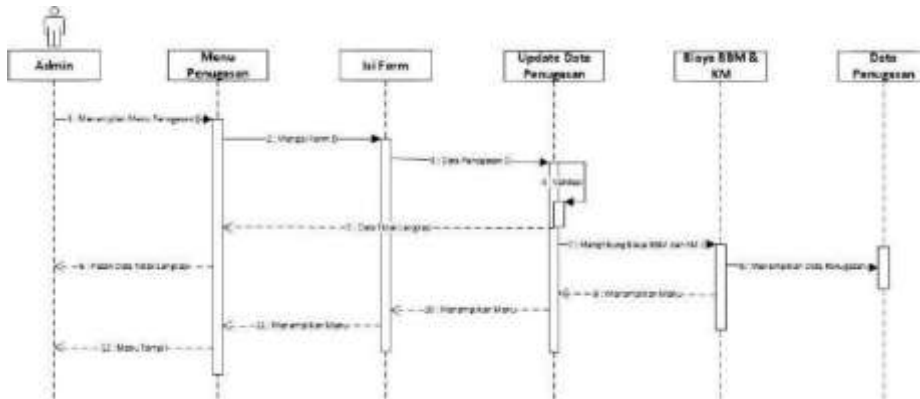 Admin
Menu
Penugasan
Isi Form
Update Data
Penugasan
Biaya BBM &
KM
Data
Penugasan
1 : Menampilan Menu Penugasan ()
2 : Mengisi Form ()
3 : Data Penugasan ()
4 : Validasi
5 : Data Tidak Lengkap
7 : Menghitung Biaya BBM dan KM ()
6 : Pesan Data Tidak Lengkap
8 : Menampilkan Data Penugasan
9 : Menampilkan Menu
10 : Menampilkan Menu
11 : Menampilkan Menu
12 : Menu Tampil